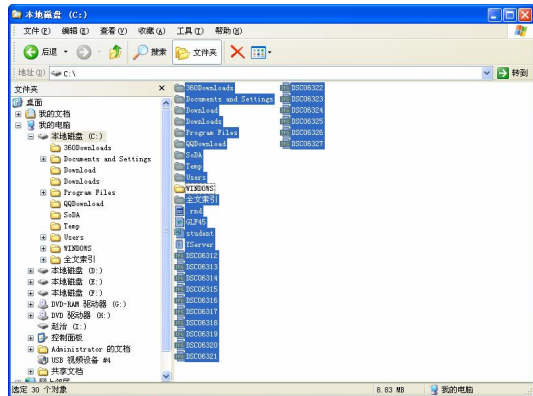 本地磁盘 (C:)
文件(F) 编辑(E) 查看(V) 收藏(A) 工具(T) 帮助(H)
后退 搜索 文件夹
地址(D) C:\ 转到
文件夹
桌面
我的文档
我的电脑
本地磁盘 (C:)
360Downloads
Documents and Settings
Download
Downloads
Program Files
QQDownload
SoDA
Temp
Users
WINDOWS
全文索引
本地磁盘 (D:)
本地磁盘 (E:)
本地磁盘 (F:)
DVD-RAM 驱动器 (G:)
DVD 驱动器 (H:)
赵治 (I:)
控制面板
Administrator 的文档
USB 视频设备 #4
共享文档
360Downloads
Documents and Settings
Download
Downloads
Program Files
QQDownload
SoDA
Temp
Users
WINDOWS
全文索引
.rnd
GLF45
student
YServer
DSC06312
DSC06313
DSC06314
DSC06315
DSC06316
DSC06317
DSC06318
DSC06319
DSC06320
DSC06321
DSC06322
DSC06323
DSC06324
DSC06325
DSC06326
DSC06327
选定 30 个对象 8.83 MB 我的电脑